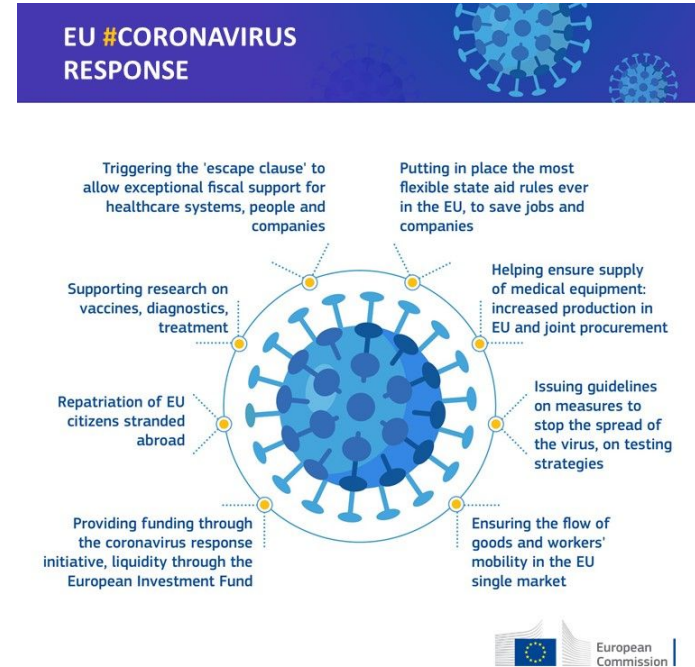 EU #CORONAVIRUS
RESPONSE
Triggering the 'escape clause' to
allow exceptional fiscal support for
healthcare systems, people and
companies
Putting in place the most
flexible state aid rules ever
in the EU, to save jobs and
companies
Supporting research on
vaccines, diagnostics,
treatment
Helping ensure supply
of medical equipment:
increased production in
EU and joint procurement
Repatriation of EU
citizens stranded
abroad
Issuing guidelines
on measures to
stop the spread of
the virus, on testing
strategies
Providing funding through
the coronavirus response
initiative, liquidity through the
European Investment Fund
Ensuring the flow of
goods and workers'
mobility in the EU
single market
European
Commission